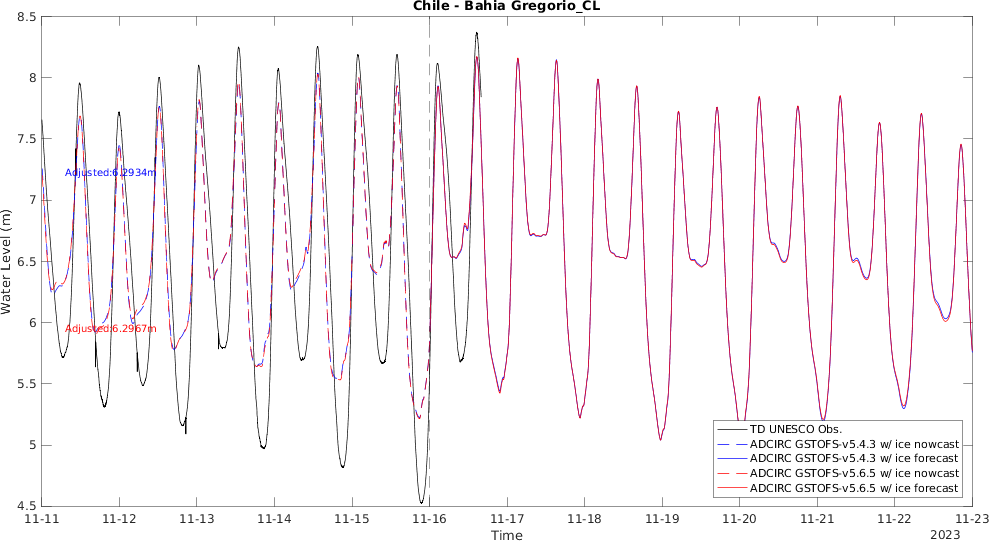 Chile - Bahia Gregorio_CL
8.5
8
7.5
7
6.5
6
5.5
5
4.5
Water Level (m)
Adjusted:6.2934m
Adjusted:6.2967m
TD UNESCO Obs.
ADCIRC GSTOFS-v5.4.3 w/ ice nowcast
ADCIRC GSTOFS-v5.4.3 w/ ice forecast
ADCIRC GSTOFS-v5.6.5 w/ ice nowcast
ADCIRC GSTOFS-v5.6.5 w/ ice forecast
11-11 11-12 11-13 11-14 11-15 11-16 11-17 11-18 11-19 11-20 11-21 11-22 11-23
Time
2023